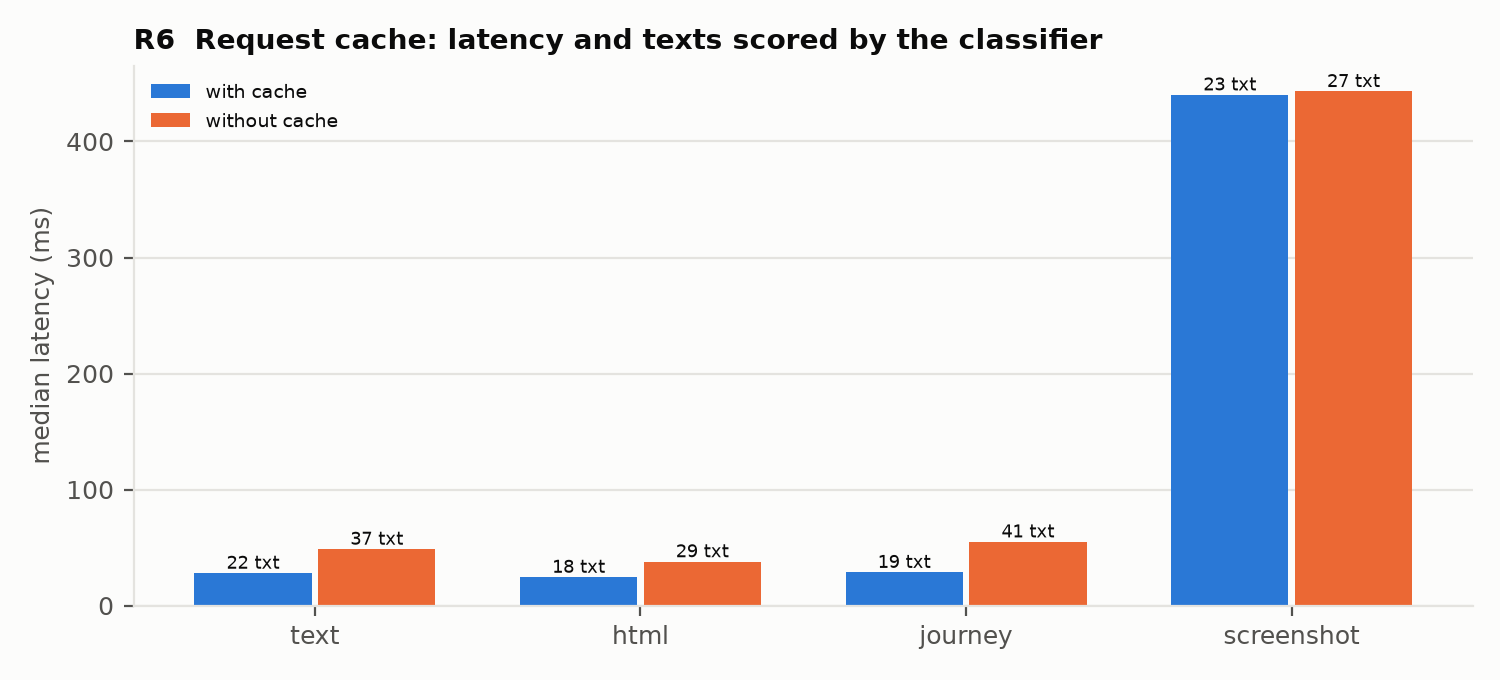 R6  Request cache: latency and texts scored by the classifier
with cache
without cache
median latency (ms)
400
300
200
100
0
22 txt
37 txt
18 txt
29 txt
19 txt
41 txt
23 txt
27 txt
text
html
journey
screenshot